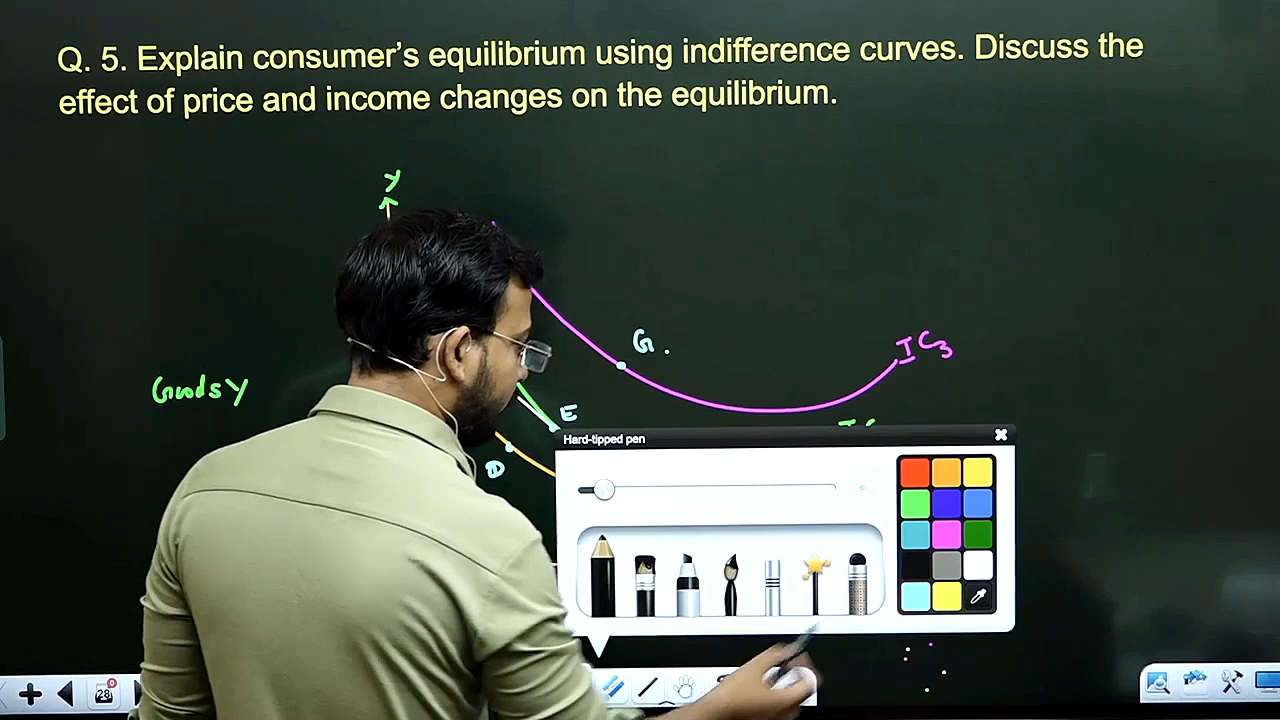 Q. 5. Explain consumer’s equilibrium using indifference curves. Discuss the
effect of price and income changes on the equilibrium.
Y
G.
IC3
Goods Y
E
D
Hard-tipped pen
28